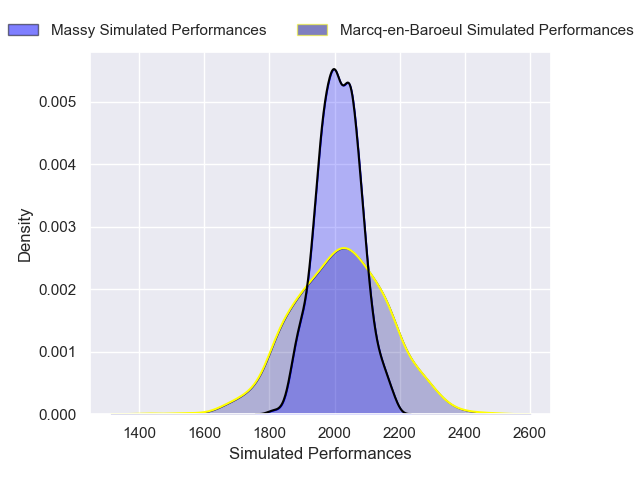 Massy Simulated Performances
Marcq-en-Baroeul Simulated Performances
0.005
0.004
0.003
0.002
0.001
0.000
Density
1400 1600 1800 2000 2200 2400 2600
Simulated Performances